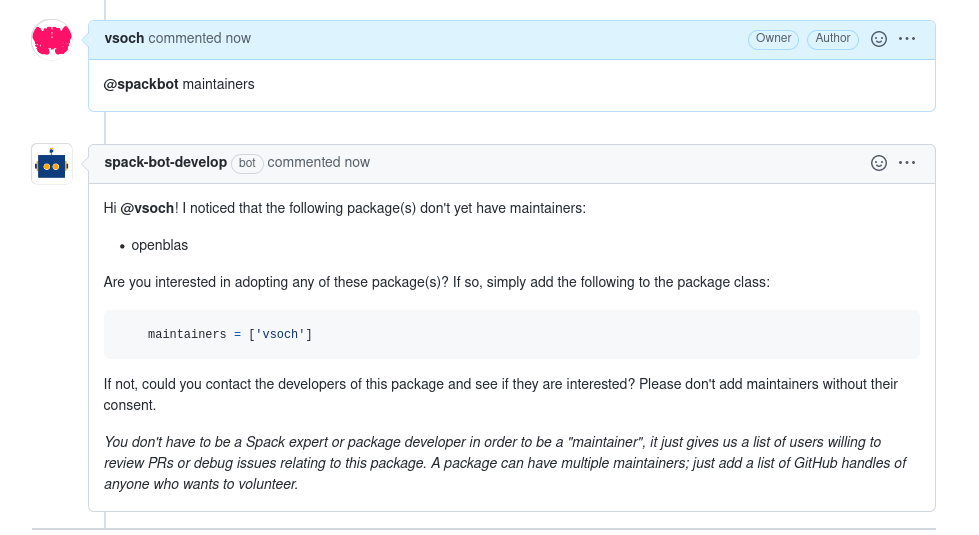 vsoch commented now Owner Author
@spackbot maintainers
spack-bot-develop bot commented now
Hi @vsoch! I noticed that the following package(s) don't yet have maintainers:
• openblas
Are you interested in adopting any of these package(s)? If so, simply add the following to the package class:
maintainers = ['vsoch']
If not, could you contact the developers of this package and see if they are interested? Please don't add maintainers without their
consent.
You don't have to be a Spack expert or package developer in order to be a "maintainer", it just gives us a list of users willing to
review PRs or debug issues relating to this package. A package can have multiple maintainers; just add a list of GitHub handles of
anyone who wants to volunteer.